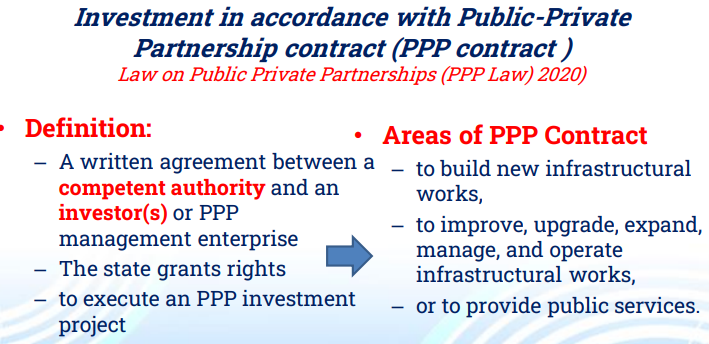 Investment in accordance with Public-Private
Partnership contract (PPP contract )
Law on Public Private Partnerships (PPP Law) 2020)
• Definition:
– A written agreement between a
competent authority and an
investor(s) or PPP
management enterprise
– The state grants rights
– to execute an PPP investment
project
• Areas of PPP Contract
– to build new infrastructural
works,
– to improve, upgrade, expand,
manage, and operate
infrastructural works,
– or to provide public services.